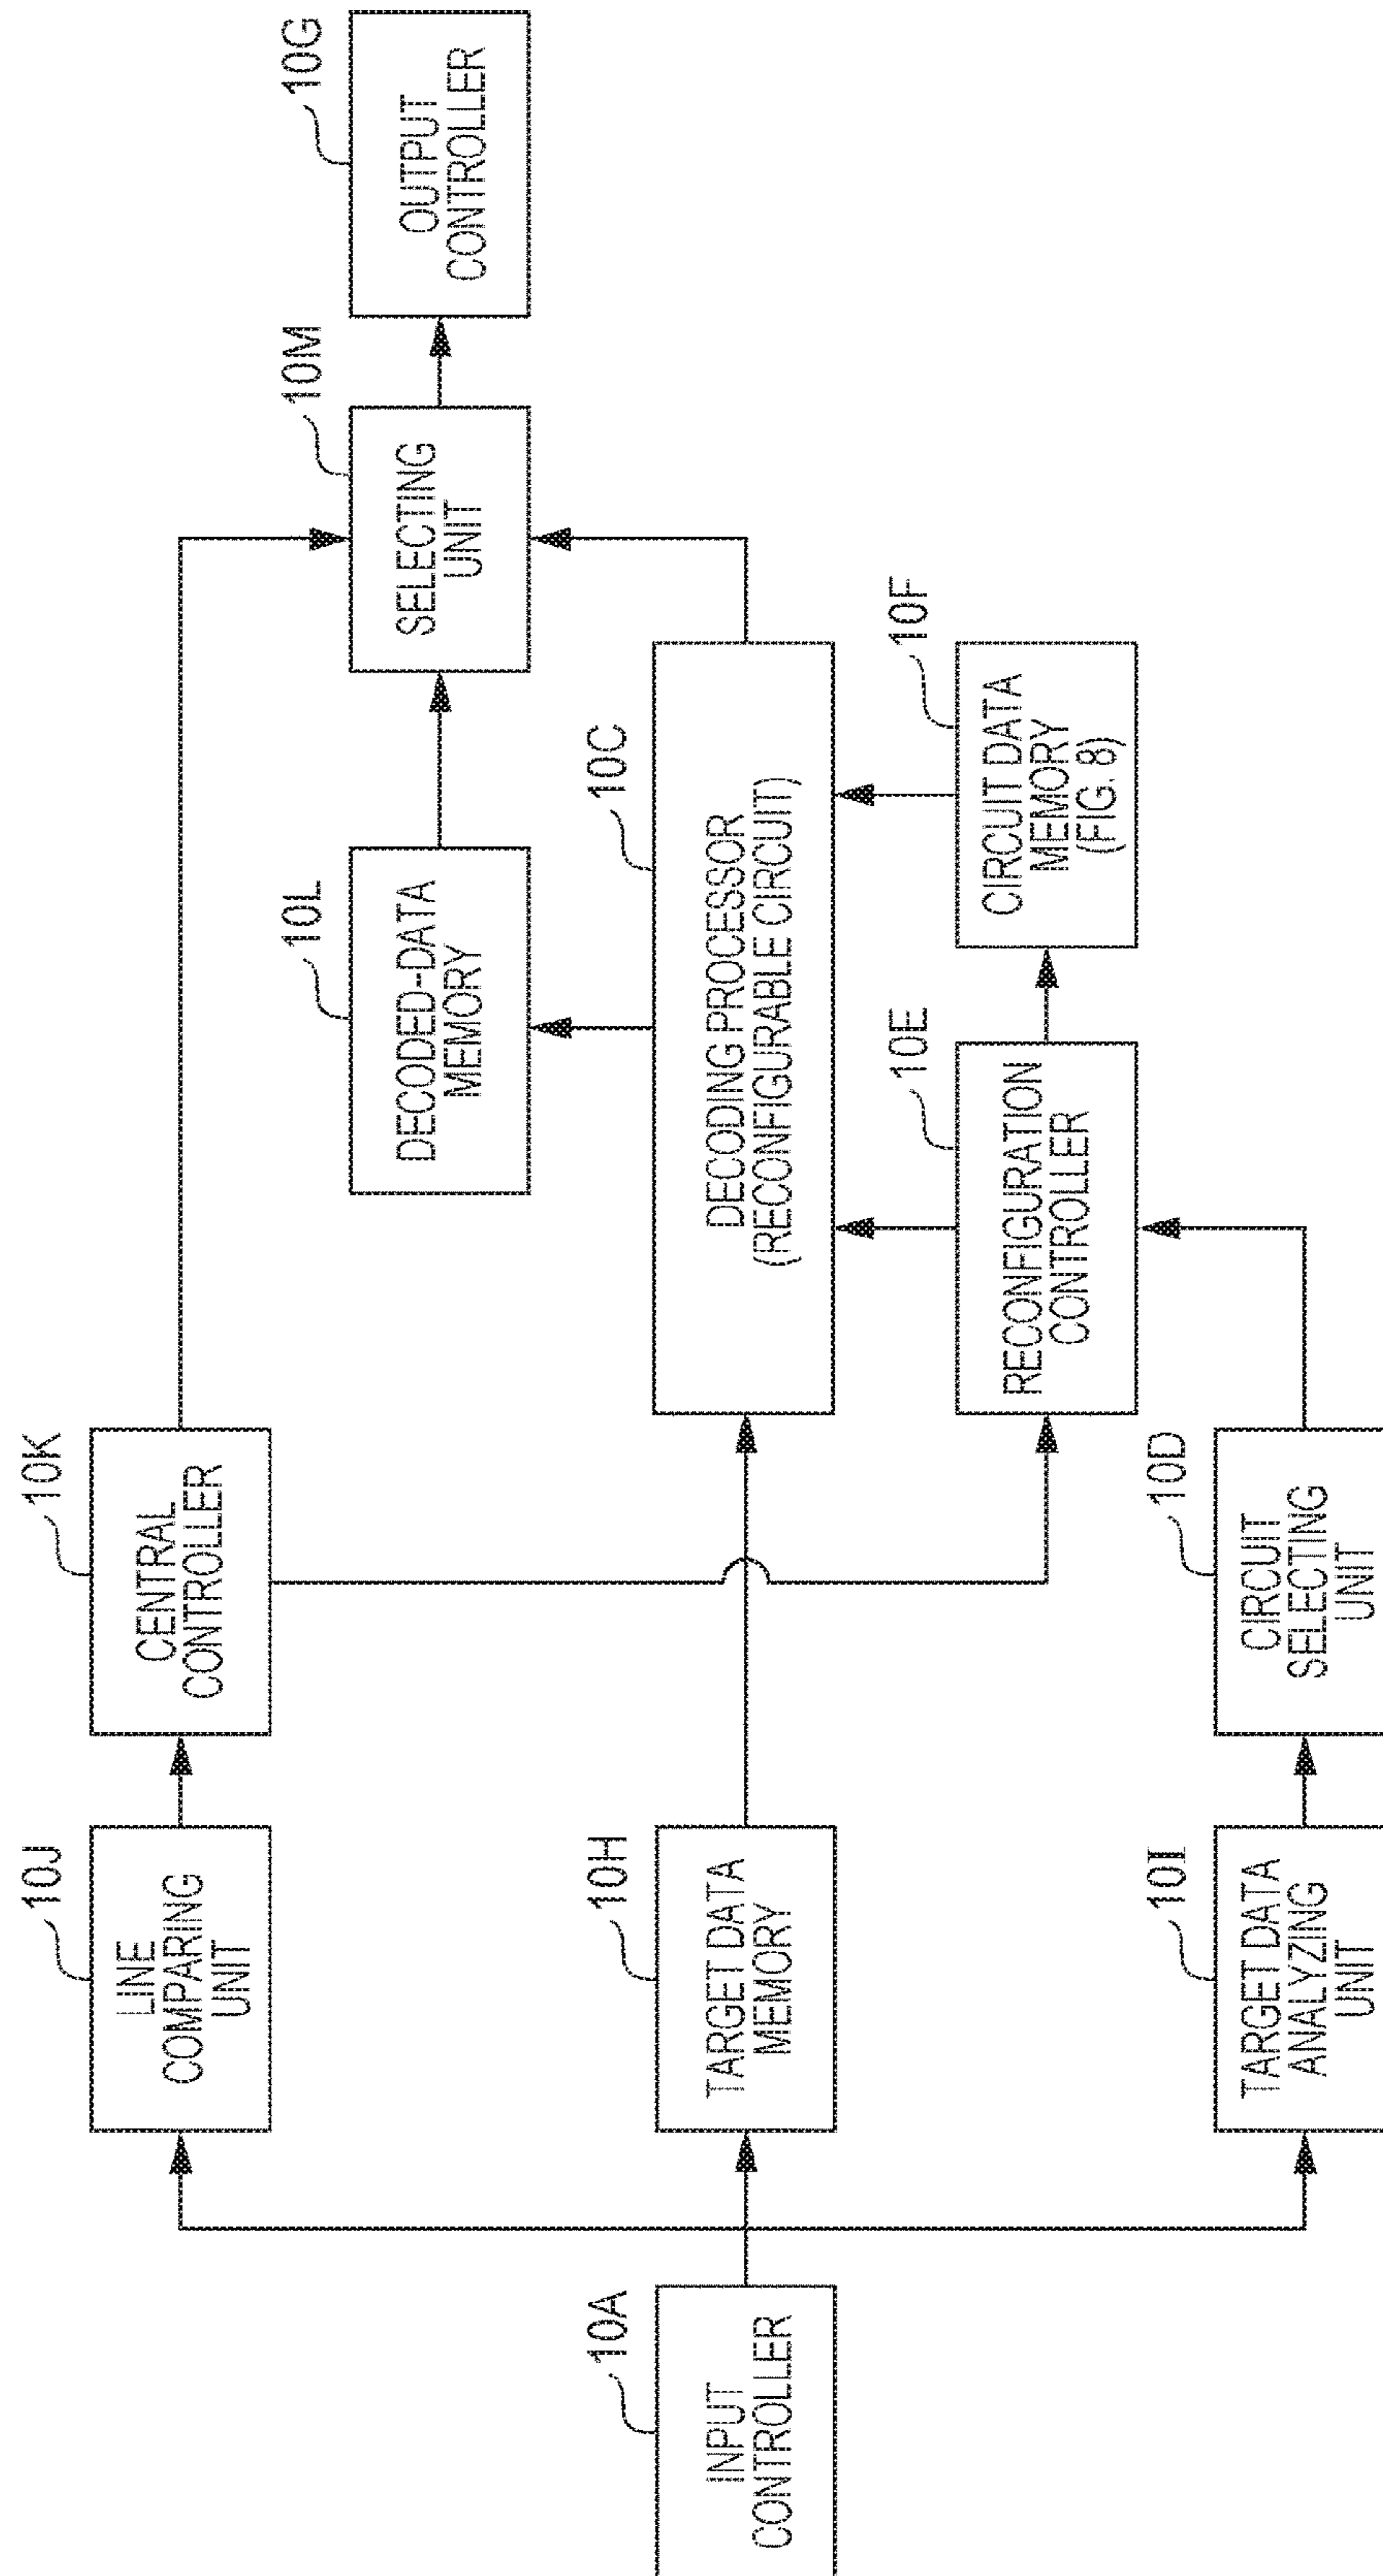 10A
INPUT
CONTROLLER
10J
LINE
COMPARING
UNIT
10H
TARGET DATA
MEMORY
10I
TARGET DATA
ANALYZING
UNIT
10K
CENTRAL
CONTROLLER
10D
CIRCUIT
SELECTING
UNIT
10L
DECODED-DATA
MEMORY
10C
DECODING PROCESSOR
(RECONFIGURABLE CIRCUIT)
10E
RECONFIGURATION
CONTROLLER
10F
CIRCUIT DATA
MEMORY
(FIG. 8)
10M
SELECTING
UNIT
10G
OUTPUT
CONTROLLER